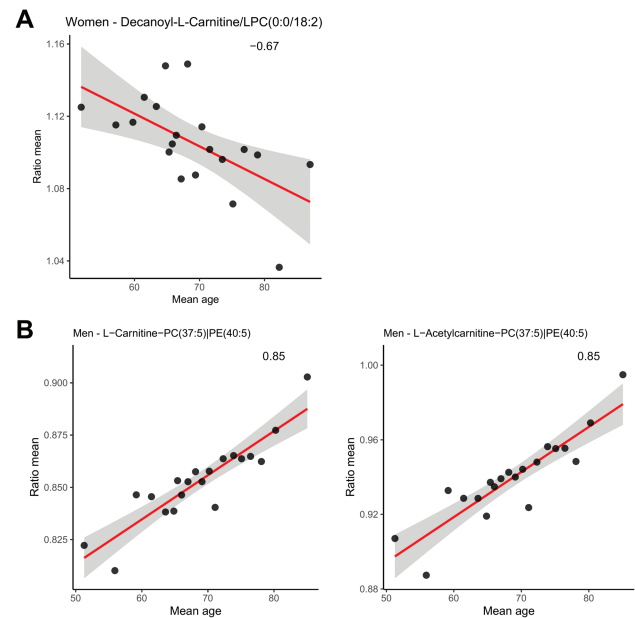 A
Women - Decanoyl-L-Carnitine/LPC(0:0/18:2)
−0.67
1.16
1.12
1.08
1.04
Ratio mean
60 70 80
Mean age
B
Men - L−Carnitine−PC(37:5)|PE(40:5)
0.85
0.900
0.875
0.850
0.825
Ratio mean
50 60 70 80
Mean age
Men - L−Acetylcarnitine−PC(37:5)|PE(40:5)
0.85
1.00
0.96
0.92
0.88
Ratio mean
50 60 70 80
Mean age